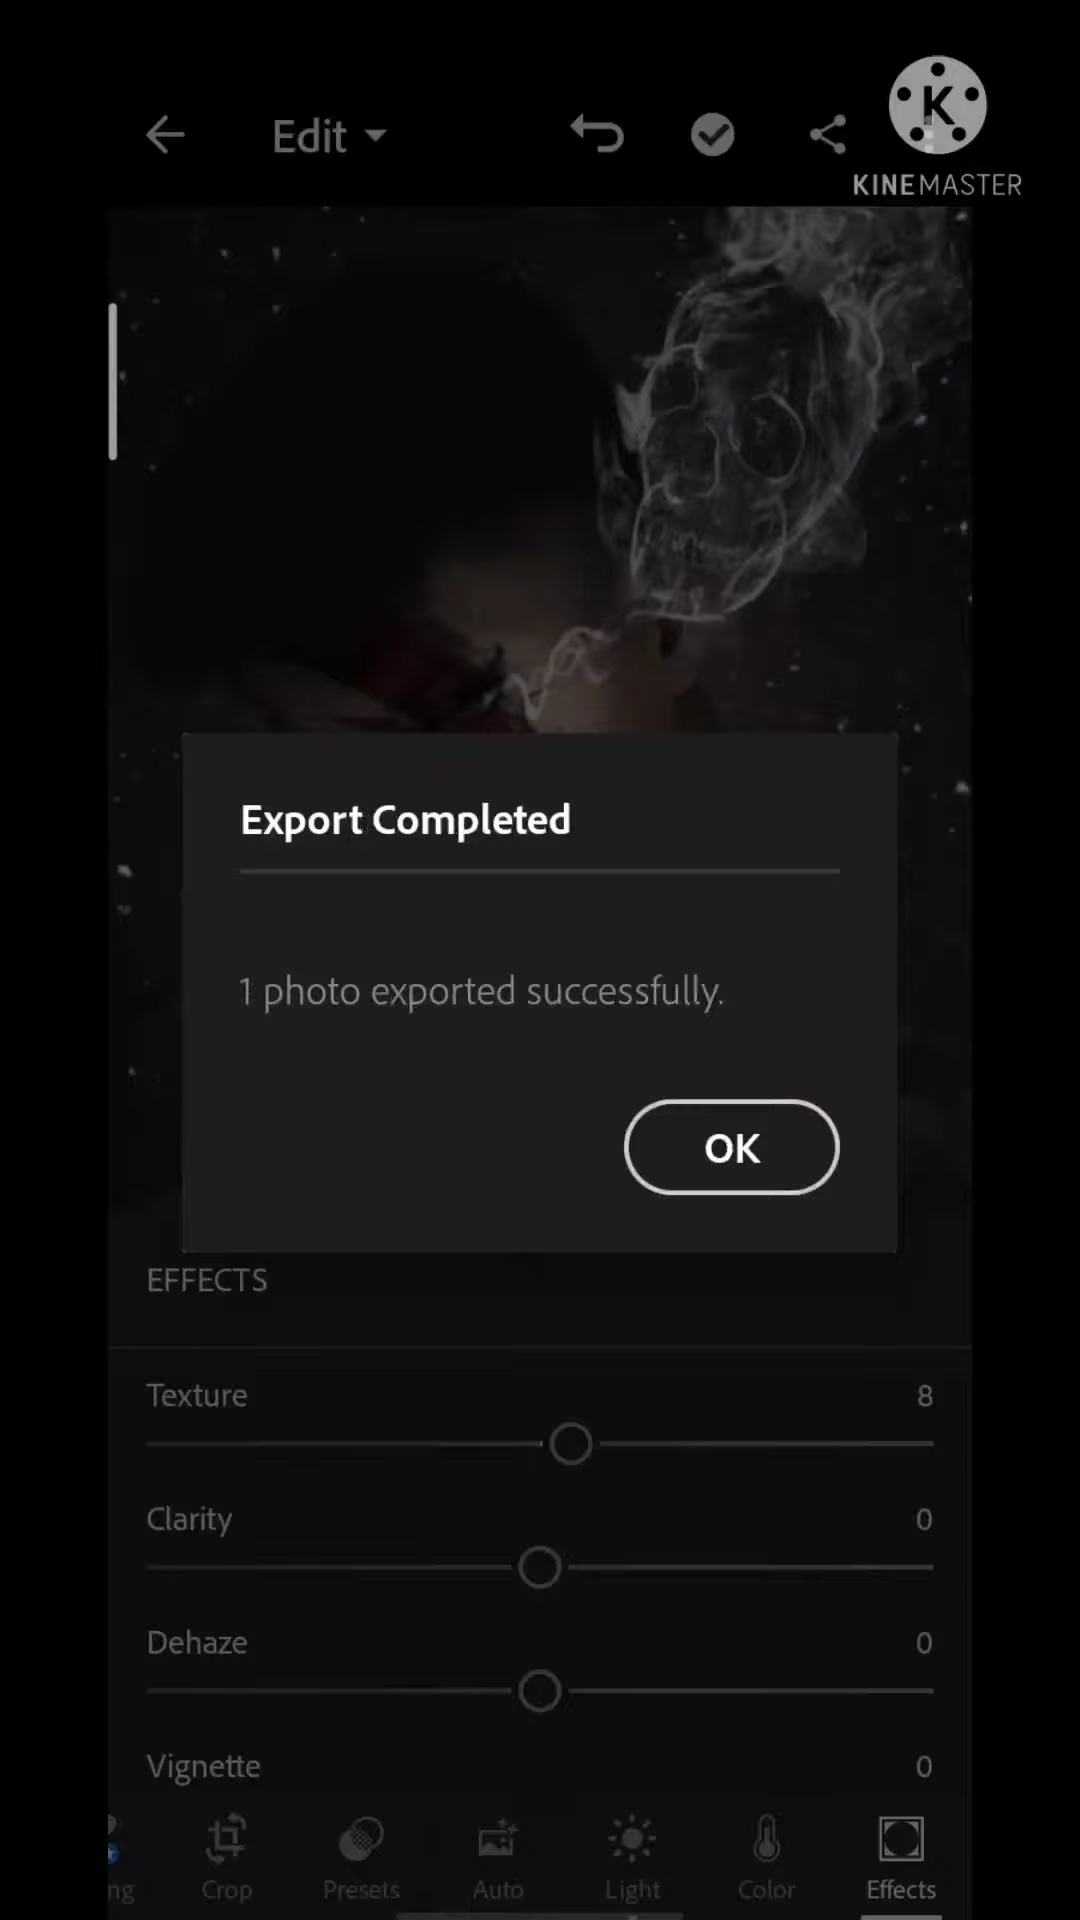 Edit
K
KINEMASTER
Export Completed
1 photo exported successfully.
OK
EFFECTS
Texture 8
Clarity 0
Dehaze 0
Vignette 0
ng Crop Presets Auto Light Color Effects